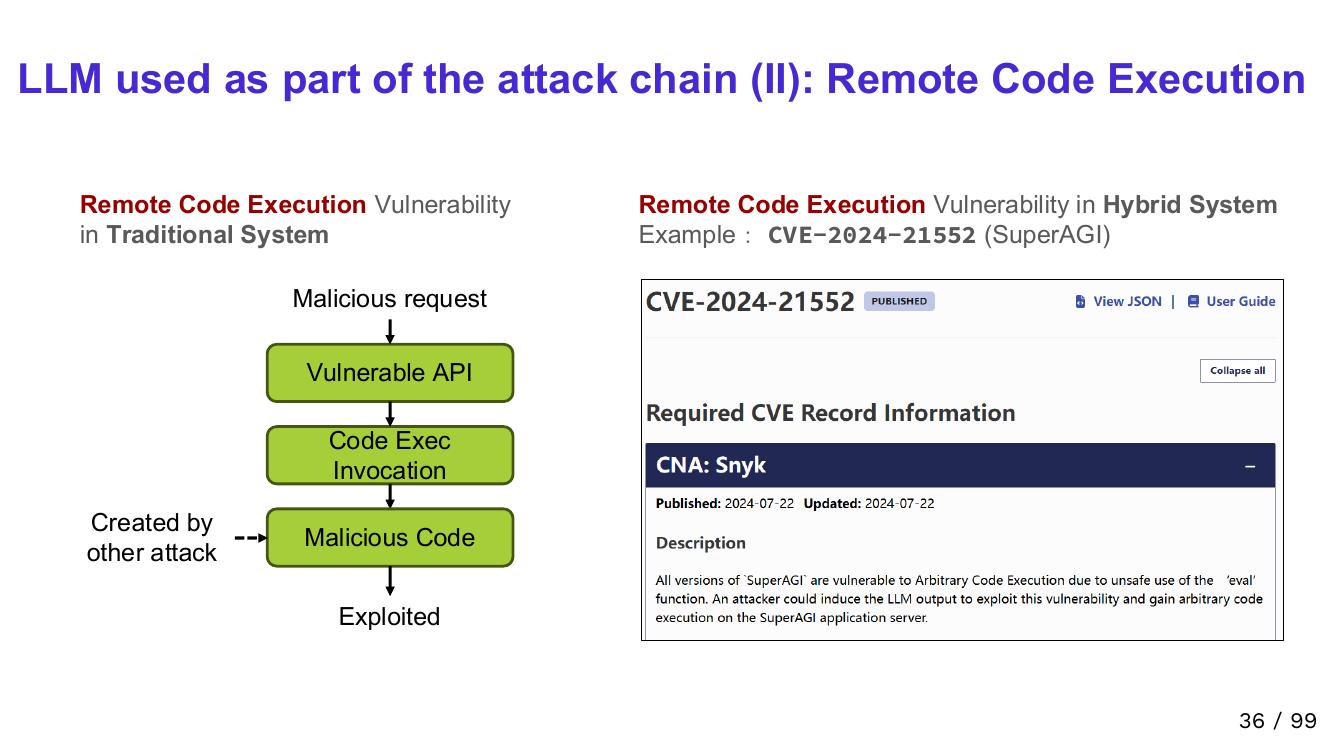 LLM used as part of the attack chain (II): Remote Code Execution
Remote Code Execution Vulnerability
in Traditional System
Malicious request
Vulnerable API
Code Exec
Invocation
Created by
other attack
Malicious Code
Exploited
Remote Code Execution Vulnerability in Hybrid System
Example： CVE-2024-21552 (SuperAGI)
CVE-2024-21552 PUBLISHED View JSON | User Guide
Collapse all
Required CVE Record Information
CNA: Snyk −
Published: 2024-07-22 Updated: 2024-07-22
Description
All versions of `SuperAGI` are vulnerable to Arbitrary Code Execution due to unsafe use of the ‘eval’
function. An attacker could induce the LLM output to exploit this vulnerability and gain arbitrary code
execution on the SuperAGI application server.
36 / 99